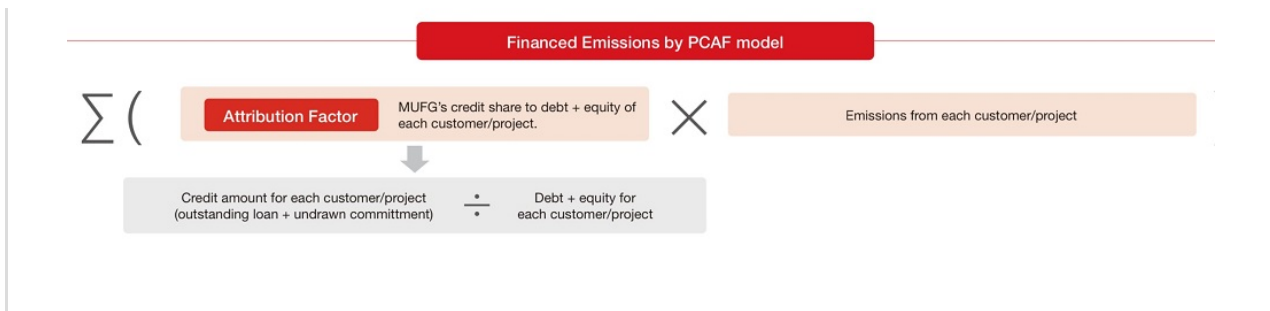 Financed Emissions by PCAF model
∑ (
Attribution Factor
MUFG's credit share to debt + equity of
each customer/project.
×
Emissions from each customer/project
Credit amount for each customer/project
(outstanding loan + undrawn committment)
÷
Debt + equity for
each customer/project